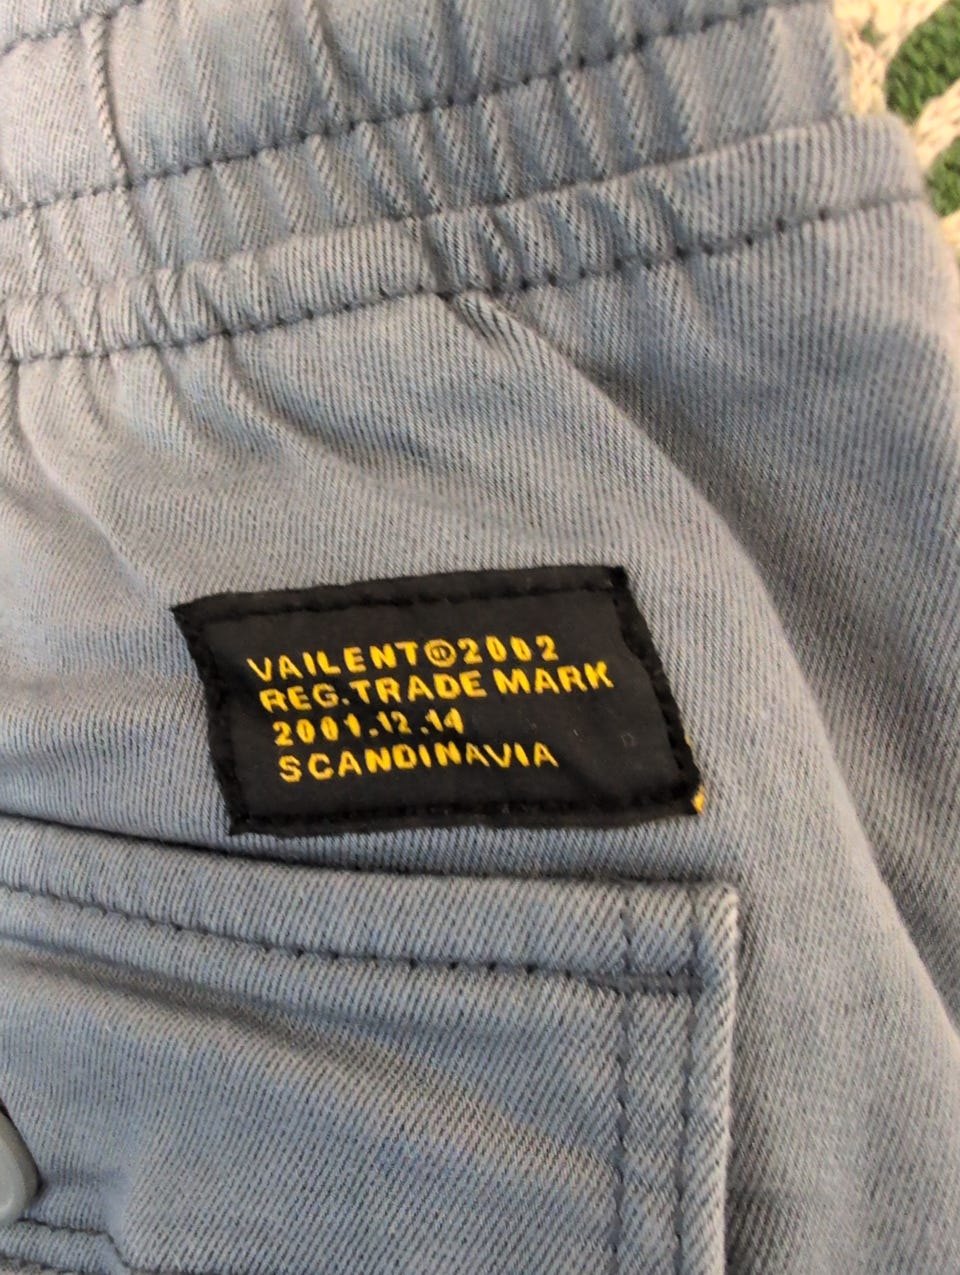 VAILENT®2002
REG.TRADE MARK
2001.12.14
SCANDINAVIA